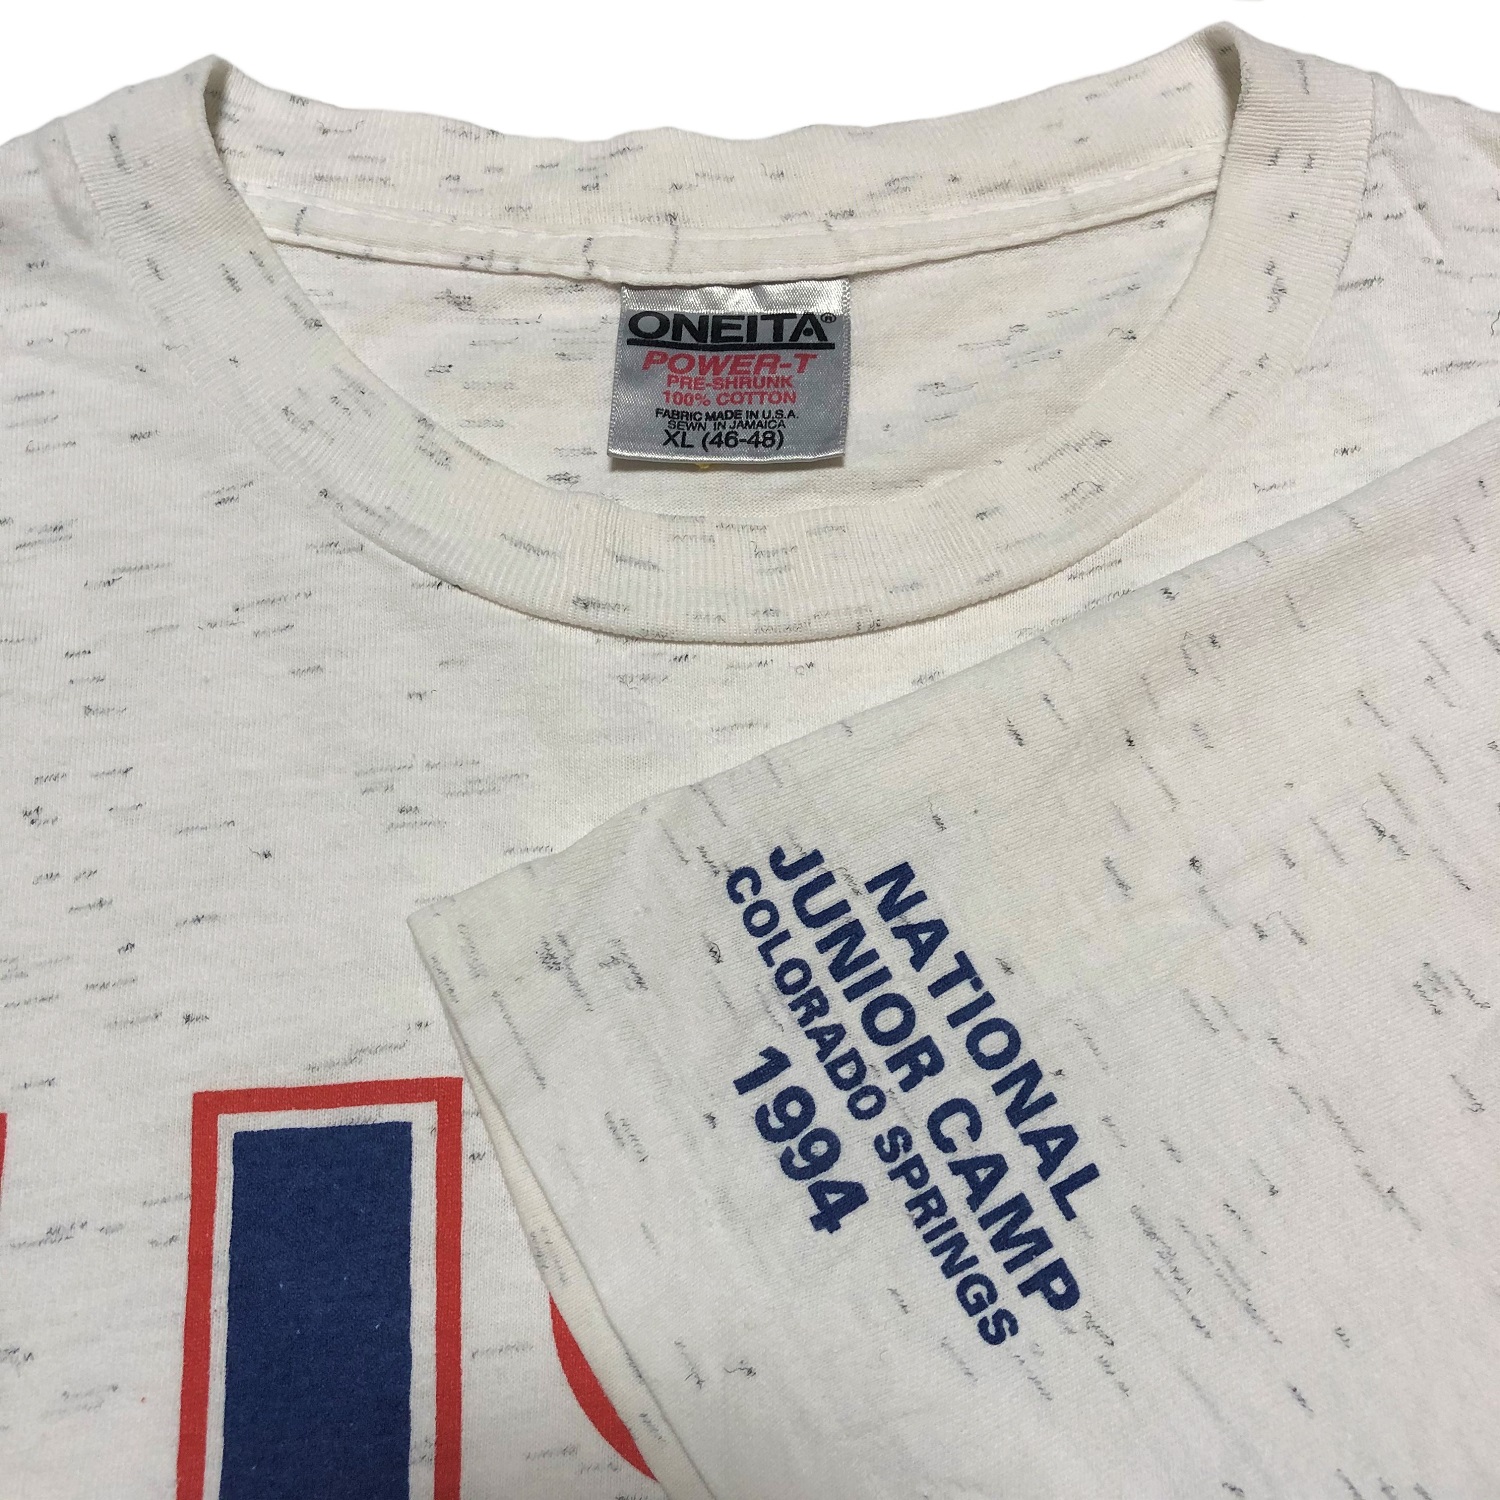 ONEITA®
POWER-T
PRE-SHRUNK
100% COTTON
FABRIC MADE IN U.S.A.
SEWN IN JAMAICA
XL (46-48)
NATIONAL
JUNIOR CAMP
COLORADO SPRINGS
1994